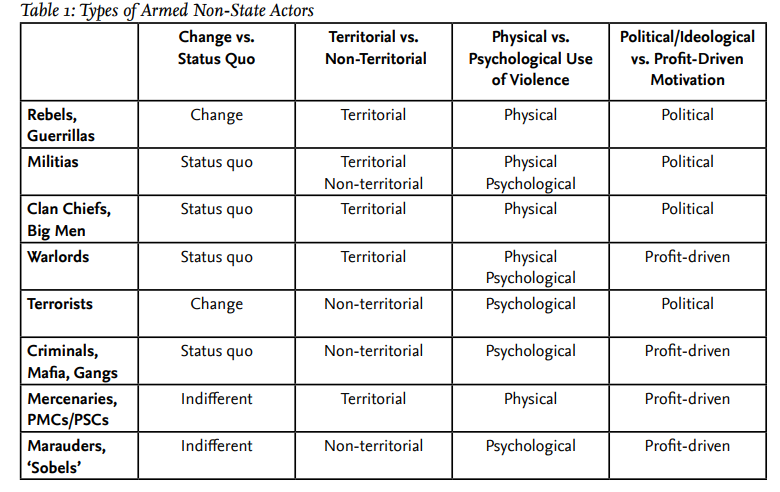 Table 1: Types of Armed Non-State Actors
Change vs. Status Quo | Territorial vs. Non-Territorial | Physical vs. Psychological Use of Violence | Political/Ideological vs. Profit-Driven Motivation
Rebels, Guerrillas | Change | Territorial | Physical | Political
Militias | Status quo | Territorial Non-territorial | Physical Psychological | Political
Clan Chiefs, Big Men | Status quo | Territorial | Physical | Political
Warlords | Status quo | Territorial | Physical Psychological | Profit-driven
Terrorists | Change | Non-territorial | Psychological | Political
Criminals, Mafia, Gangs | Status quo | Non-territorial | Psychological | Profit-driven
Mercenaries, PMCs/PSCs | Indifferent | Territorial | Physical | Profit-driven
Marauders, ‘Sobels’ | Indifferent | Non-territorial | Psychological | Profit-driven